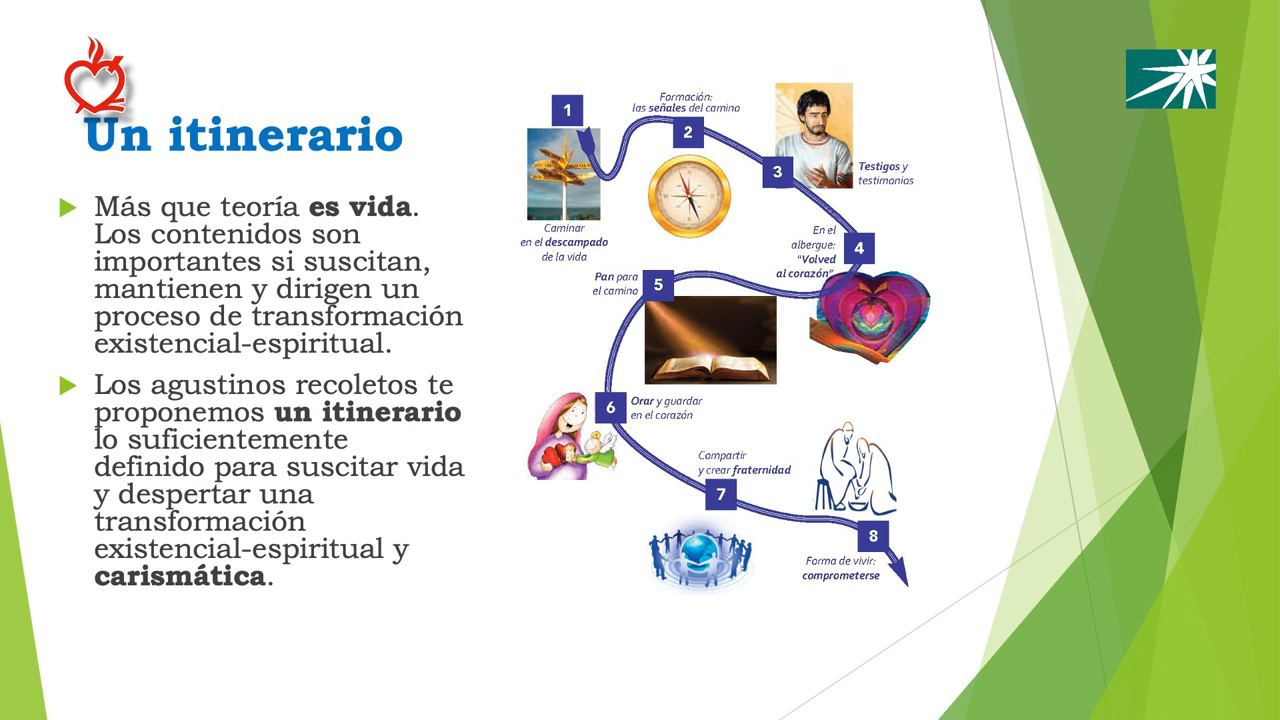 Un itinerario
Más que teoría es vida.
Los contenidos son
importantes si suscitan,
mantienen y dirigen un
proceso de transformación
existencial-espiritual.
Los agustinos recoletos te
proponemos un itinerario
lo suficientemente
definido para suscitar vida
y despertar una
transformación
existencial-espiritual y
carismática.
1
Caminar
en el descampado
de la vida
Formación:
las señales del camino
2
3
Testigos y
testimonios
En el
albergue:
“Volved
al corazón”
4
Pan para
el camino
5
6
Orar y guardar
en el corazón
Compartir
y crear fraternidad
7
8
Forma de vivir:
comprometerse